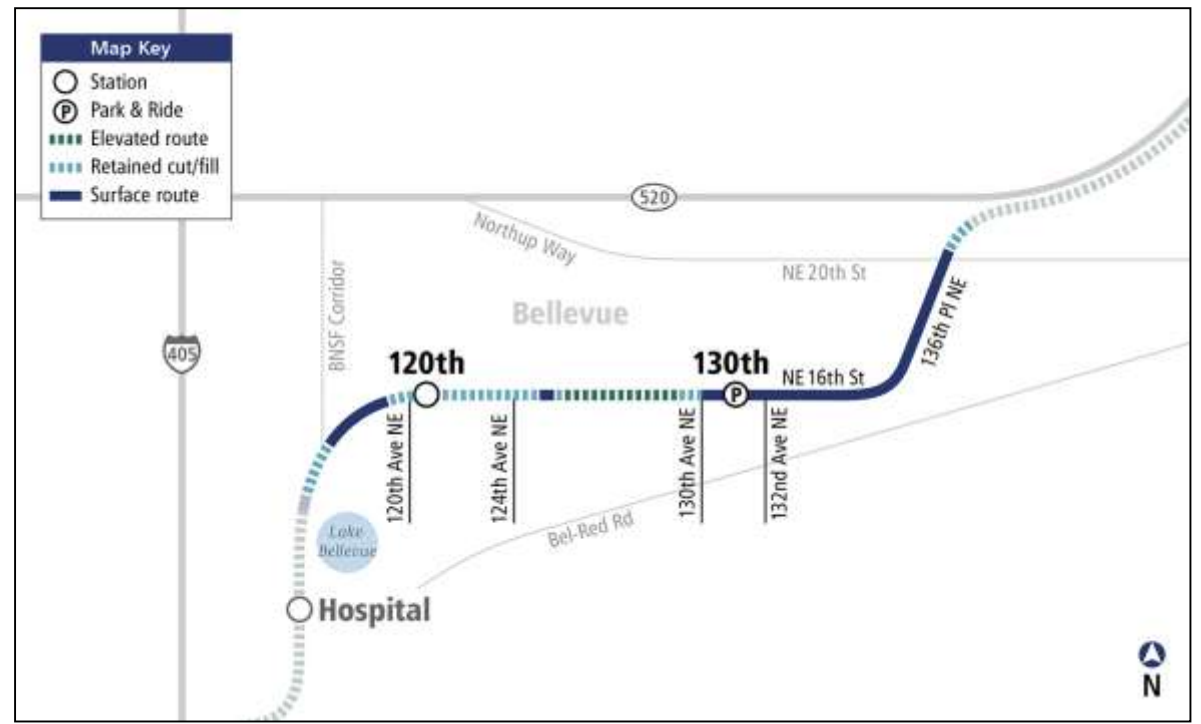 Map Key
Station
P Park & Ride
Elevated route
Retained cut/fill
Surface route
520
Northup Way
NE 20th St
BNSF Corridor
Bellevue
136th Pl NE
405
120th
130th
NE 16th St
P
120th Ave NE
124th Ave NE
130th Ave NE
132nd Ave NE
Bel-Red Rd
Lake
Bellevue
Hospital
N